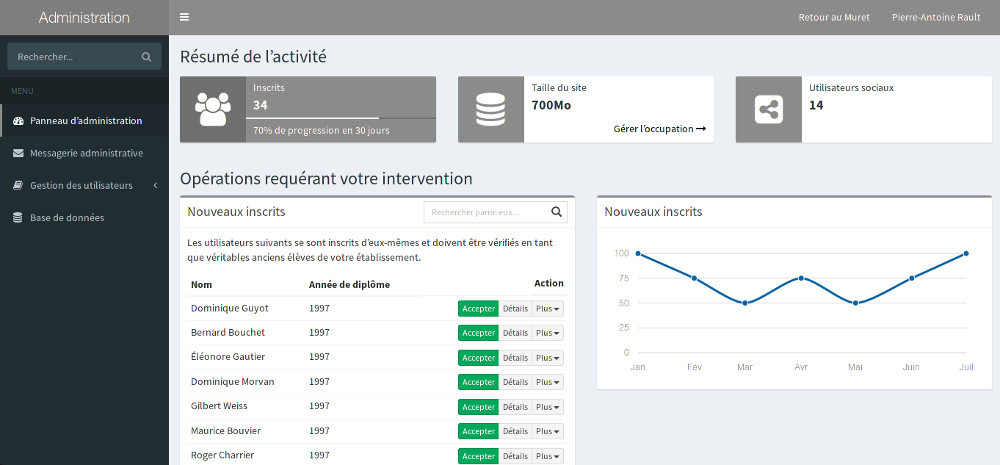 Administration
Retour au Muret
Pierre-Antoine Rault
Rechercher...
MENU
Panneau d'administration
Messagerie administrative
Gestion des utilisateurs
Base de données
Résumé de l'activité
Inscrits
34
70% de progression en 30 jours
Taille du site
700Mo
Gérer l'occupation
Utilisateurs sociaux
14
Opérations requérant votre intervention
Nouveaux inscrits
Rechercher parmi eux...
Les utilisateurs suivants se sont inscrits d'eux-mêmes et doivent être vérifiés en tant
que véritables anciens élèves de votre établissement.
Nom Année de diplôme Action
Dominique Guyot 1997 Accepter Détails Plus
Bernard Bouchet 1997 Accepter Détails Plus
Éléonore Gautier 1997 Accepter Détails Plus
Dominique Morvan 1997 Accepter Détails Plus
Gilbert Weiss 1997 Accepter Détails Plus
Maurice Bouvier 1997 Accepter Détails Plus
Roger Charrier 1997 Accepter Détails Plus
Nouveaux inscrits
100
75
50
25
0
Jan Fev Mar Avr Mai Juin Juil